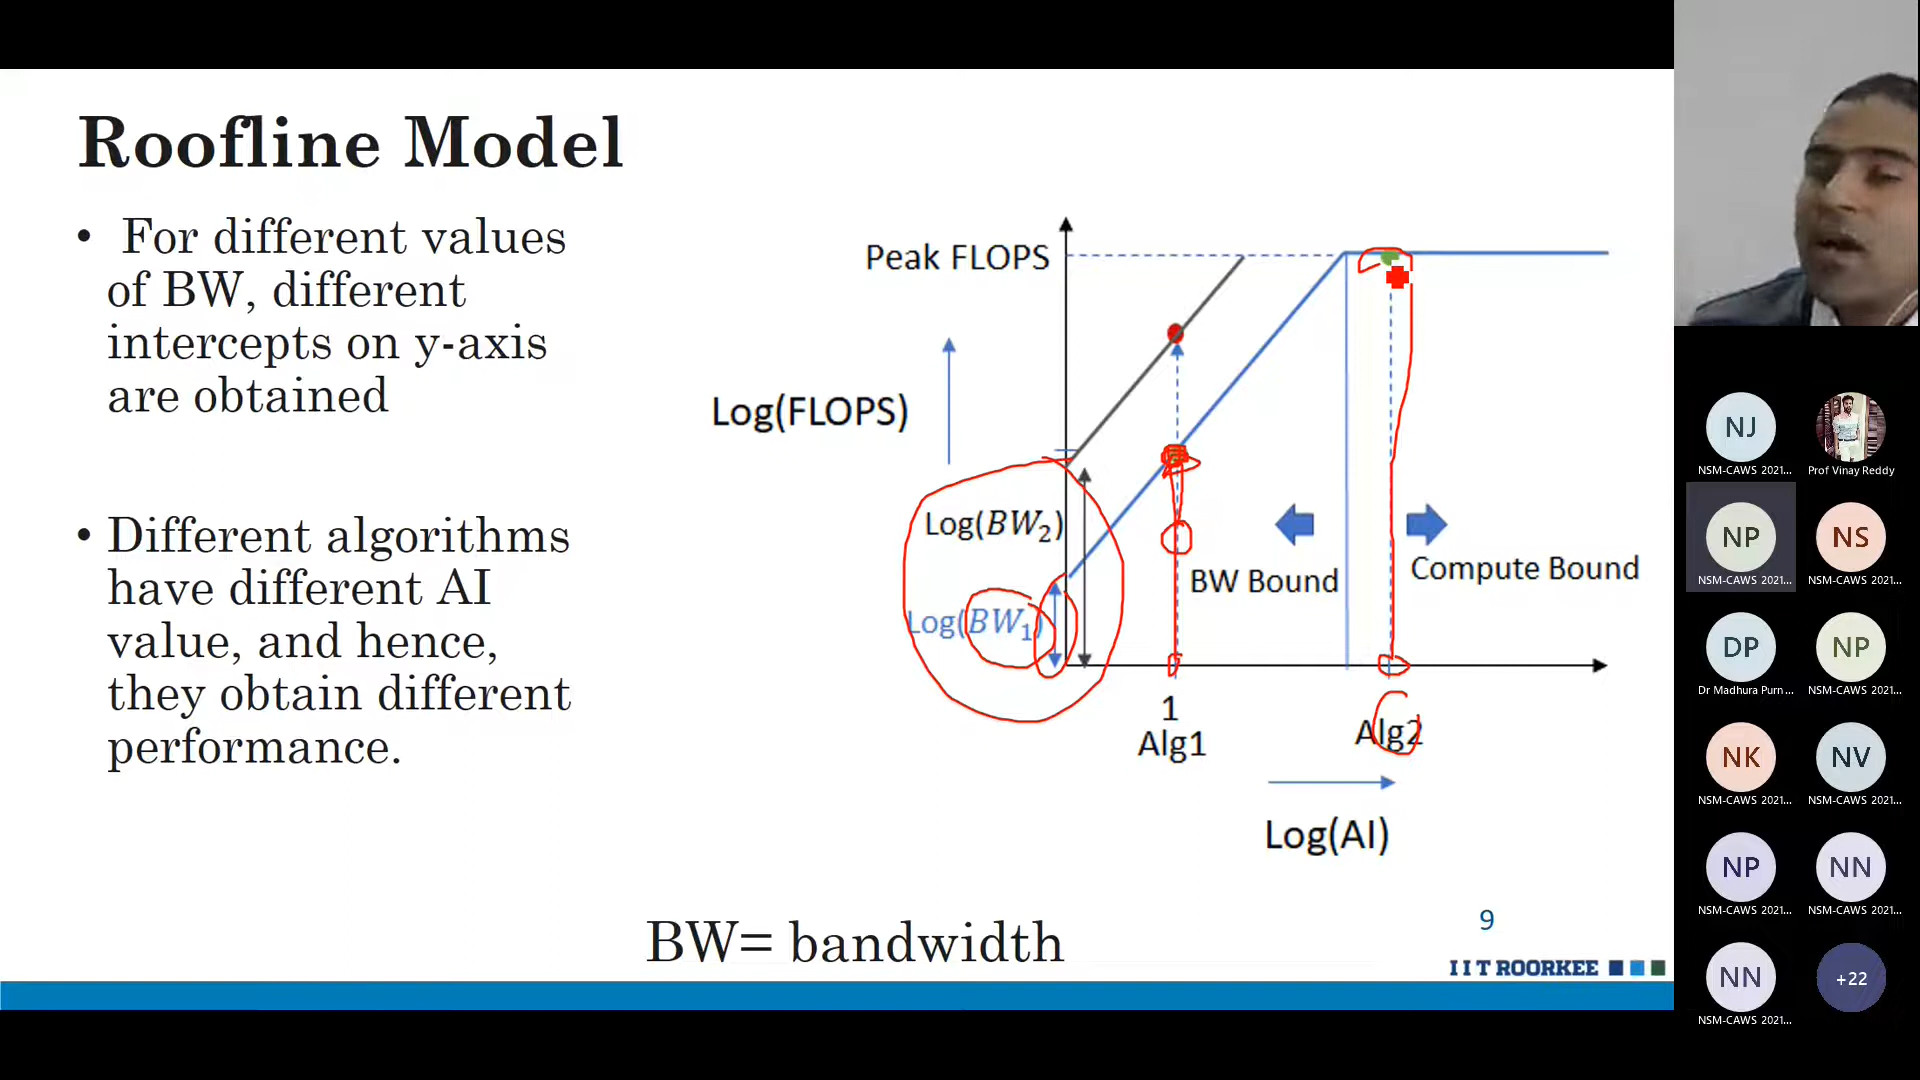 Roofline Model
• For different values
of BW, different
intercepts on y-axis
are obtained
• Different algorithms
have different AI
value, and hence,
they obtain different
performance.
Peak FLOPS
Log(FLOPS)
Log(BW₂)
Log(BW₁)
BW Bound
Compute Bound
1
Alg1
Alg2
Log(AI)
BW= bandwidth
9
IIT ROORKEE
NJ
NSM-CAWS 2021...
Prof Vinay Reddy
NP
NSM-CAWS 2021...
NS
NSM-CAWS 2021...
DP
Dr Madhura Purn...
NP
NSM-CAWS 2021...
NK
NSM-CAWS 2021...
NV
NSM-CAWS 2021...
NP
NSM-CAWS 2021...
NN
NSM-CAWS 2021...
NN
NSM-CAWS 2021...
+22